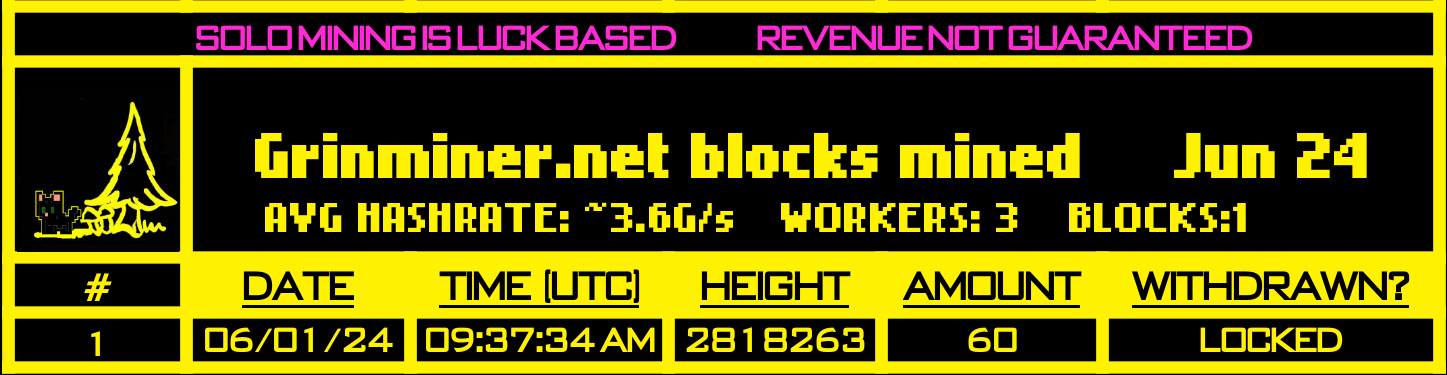 SOLO MINING IS LUCK BASED REVENUE NOT GUARANTEED
Grinminer.net blocks mined Jun 24
AVG HASHRATE: ~3.6G/s WORKERS: 3 BLOCKS:1
# DATE TIME (UTC) HEIGHT AMOUNT WITHDRAWN?
1 06/01/24 09:37:34 AM 2818263 60 LOCKED